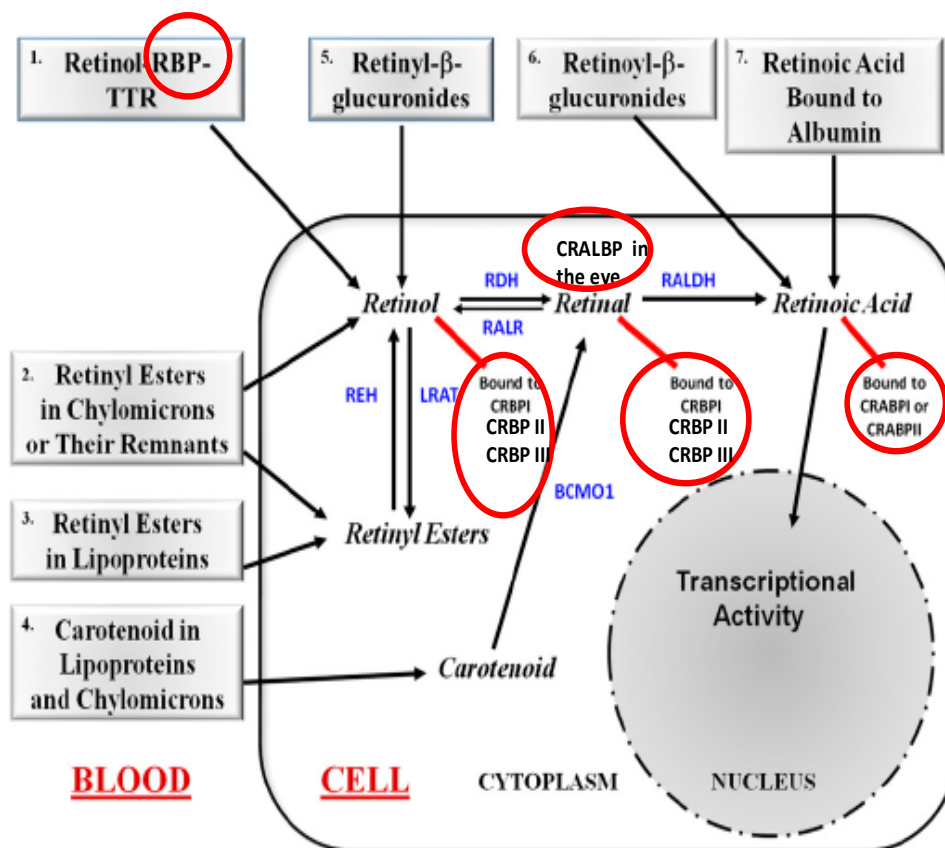 1. Retinol-RBP-
TTR
5. Retinyl-β-
glucuronides
6. Retinoyl-β-
glucuronides
7. Retinoic Acid
Bound to
Albumin
CRALBP in
the eye
RDH
RALDH
Retinol
Retinal
Retinoic Acid
RALR
2. Retinyl Esters
in Chylomicrons
or Their Remnants
REH
LRAT
Bound to
CRBPI
CRBP II
CRBP III
Bound to
CRBPI
CRBP II
CRBP III
Bound to
CRABPI or
CRABPII
BCMO1
3. Retinyl Esters
in Lipoproteins
Retinyl Esters
Transcriptional
Activity
4. Carotenoid in
Lipoproteins
and Chylomicrons
Carotenoid
BLOOD
CELL
CYTOPLASM
NUCLEUS